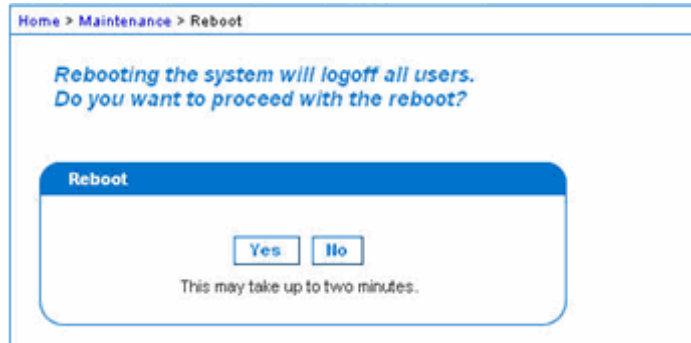 Home > Maintenance > Reboot
Rebooting the system will logoff all users.
Do you want to proceed with the reboot?
Reboot
Yes No
This may take up to two minutes.